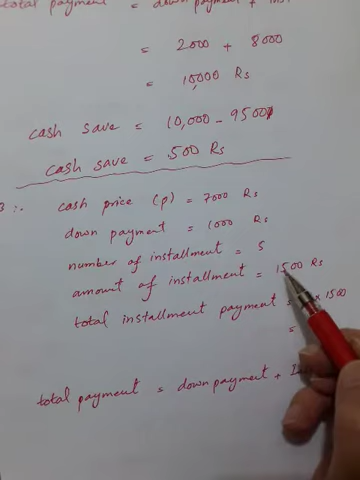 total payment = down payment + Inst
= 2000 + 8000
= 10,000 Rs
cash save = 10,000 - 9500
cash save = 500 Rs
3 :. cash price (p) = 7000 Rs
down payment = 1000 Rs
number of installment = 5
amount of installment = 1500 Rs
total installment payment = × 1500
=
total payment = down payment +